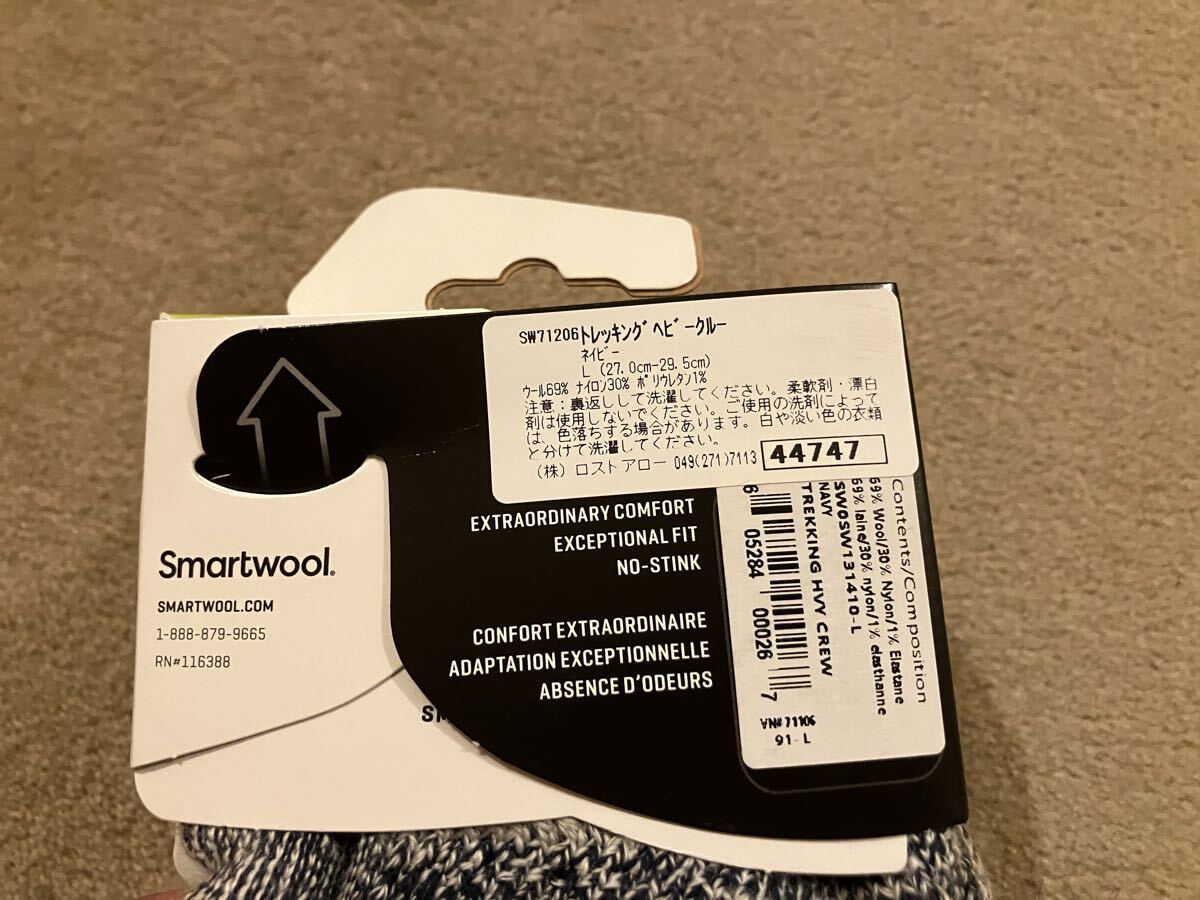 SW71206トレッキングヘビークルー
ネイビー
L (27.0cm-29.5cm)
ウール69% ナイロン30% ポリウレタン1%
注意：裏返しして洗濯してください。柔軟剤・漂白
剤は使用しないでください。ご使用の洗剤によって
は、色落ちする場合があります。白や淡い色の衣類
と分けて洗濯してください。
(株) ロストアロー 049(271)7113 44747
EXTRAORDINARY COMFORT
EXCEPTIONAL FIT
NO-STINK
CONFORT EXTRAORDINAIRE
ADAPTATION EXCEPTIONNELLE
ABSENCE D'ODEURS
Smartwool.
SMARTWOOL.COM
1-888-879-9665
RN#116388
Contents/Composition
69% Wool/30% Nylon/1% Elastane
69% laine/30% nylon/1% elasthanne
SW0SW131410-L
NAVY
TREKKING HVY CREW
6 05284 00026 7
VN# 71106
91-L